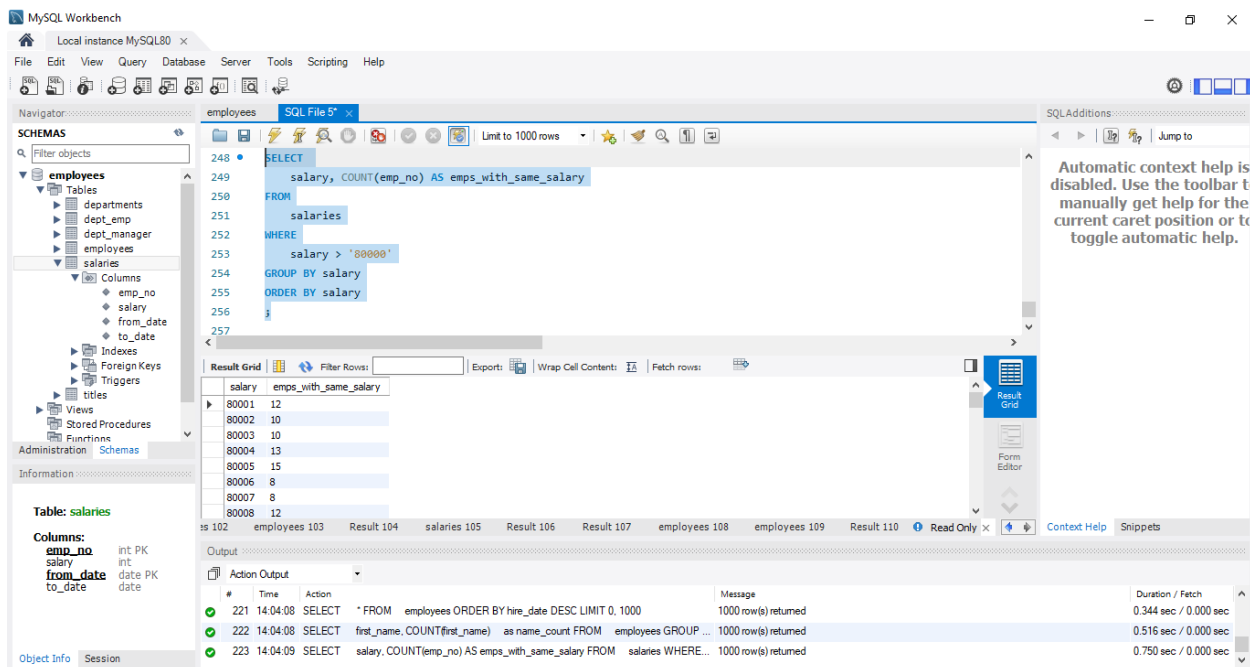 MySQL Workbench
Local instance MySQL80
File Edit View Query Database Server Tools Scripting Help
Navigator
SCHEMAS
Filter objects
employees
Tables
departments
dept_emp
dept_manager
employees
salaries
Columns
emp_no
salary
from_date
to_date
Indexes
Foreign Keys
Triggers
titles
Views
Stored Procedures
Functions
Administration Schemas
Information
Table: salaries
Columns:
emp_no int PK
salary int
from_date date PK
to_date date
Object Info Session
employees SQL File 5*
Limit to 1000 rows
248 SELECT
249 salary, COUNT(emp_no) AS emps_with_same_salary
250 FROM
251 salaries
252 WHERE
253 salary > '80000'
254 GROUP BY salary
255 ORDER BY salary
256 ;
257
Result Grid Filter Rows: Export: Wrap Cell Content: Fetch rows:
salary emps_with_same_salary
80001 12
80002 10
80003 10
80004 13
80005 15
80006 8
80007 8
80008 12
Result Grid
Form Editor
es 102 employees 103 Result 104 salaries 105 Result 106 Result 107 employees 108 employees 109 Result 110 Read Only
Output
Action Output
# Time Action Message Duration / Fetch
221 14:04:08 SELECT * FROM employees ORDER BY hire_date DESC LIMIT 0, 1000 1000 row(s) returned 0.344 sec / 0.000 sec
222 14:04:08 SELECT first_name, COUNT(first_name) as name_count FROM employees GROUP ... 1000 row(s) returned 0.516 sec / 0.000 sec
223 14:04:09 SELECT salary, COUNT(emp_no) AS emps_with_same_salary FROM salaries WHERE... 1000 row(s) returned 0.750 sec / 0.000 sec
SQLAdditions
Jump to
Automatic context help is
disabled. Use the toolbar t
manually get help for the
current caret position or to
toggle automatic help.
Context Help Snippets